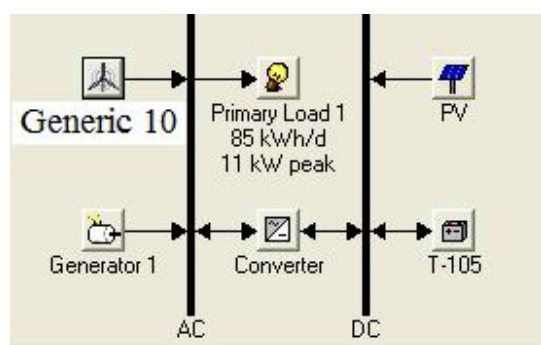 Generic 10
Primary Load 1
85 kWh/d
11 kW peak
PV
Generator 1
Converter
T-105
AC
DC